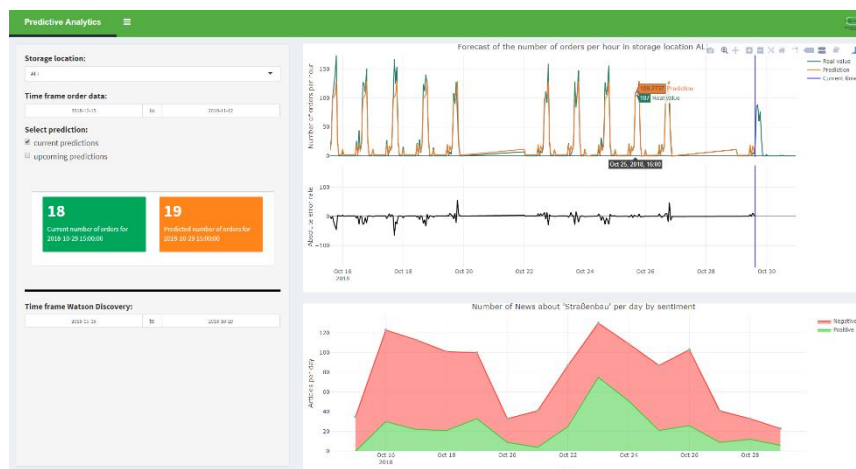 Predictive Analytics
Storage location:
ALL
Time frame order data:
to
Select prediction:
current predictions
upcoming predictions
18
Current number of orders for
2018-10-29 15:00:00
19
Predicted number of orders for
2018-10-29 15:00:00
Time frame Watson Discovery:
to
Forecast of the number of orders per hour in storage location ALL
Real value
Prediction
Current time
Number of orders per hour
150
100
50
0
Prediction
Real value
Oct 25, 2018, 16:00
Absolute error rate
100
0
−100
Oct 16
2018
Oct 18
Oct 20
Oct 22
Oct 24
Oct 26
Oct 28
Oct 30
Number of News about 'Straßenbau' per day by sentiment
Negative
Positive
Articles per day
120
100
80
60
40
20
0
Oct 16
2018
Oct 18
Oct 20
Oct 22
Oct 24
Oct 26
Oct 28